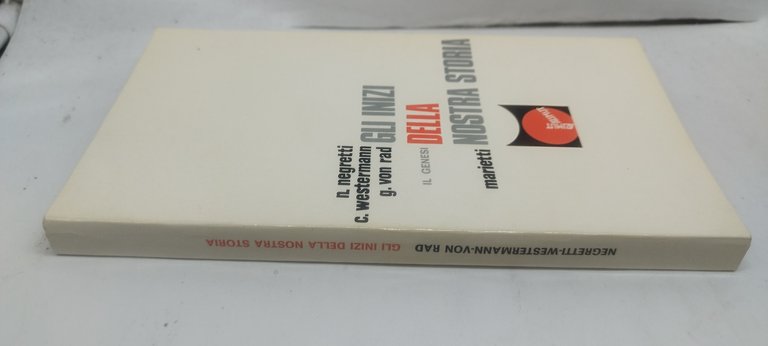 n. negretti
c. westermann
g. von rad
GLI INIZI
IL GENESI
DELLA
NOSTRA STORIA
marietti
NEGRETTI-WESTERMANN-VON RAD GLI INIZI DELLA NOSTRA STORIA